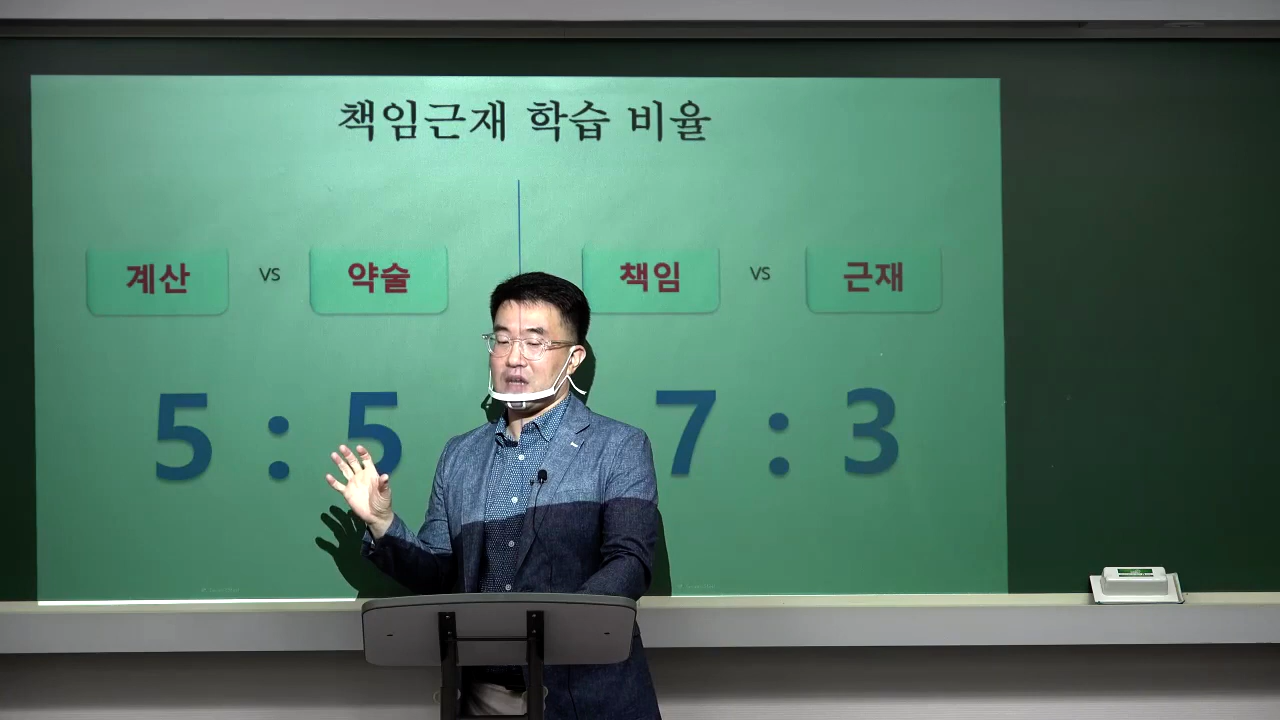 책임근재 학습 비율
계산 vs 약술 책임 vs 근재
5 : 5 7 : 3